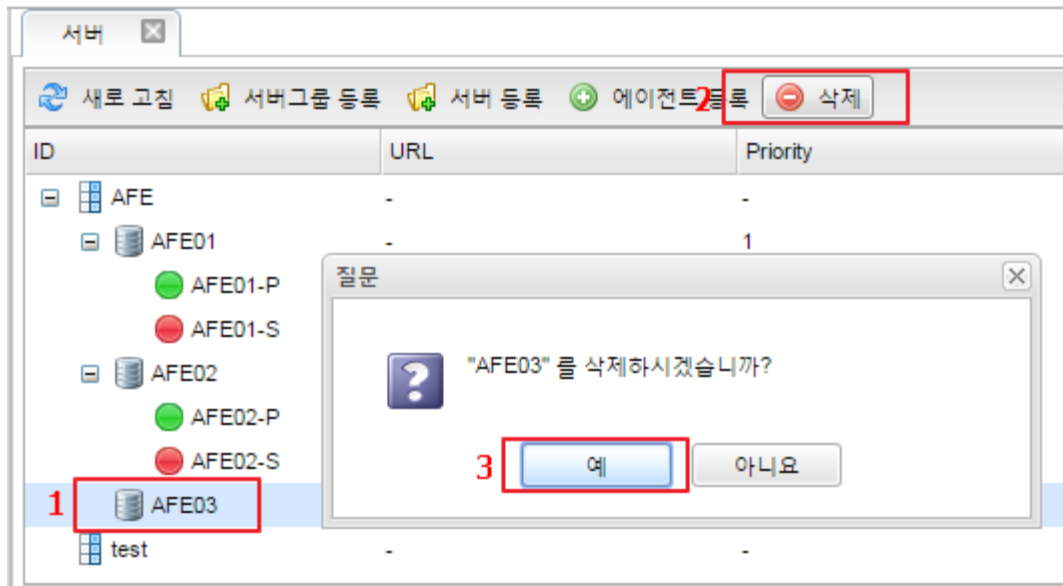 서버
새로 고침 서버그룹 등록 서버 등록 에이전트 등록 2 삭제
ID URL Priority
AFE - -
AFE01 - 1
AFE01-P
AFE01-S
AFE02
AFE02-P
AFE02-S
1 AFE03
test - -
질문
"AFE03" 를 삭제하시겠습니까?
3 예 아니요